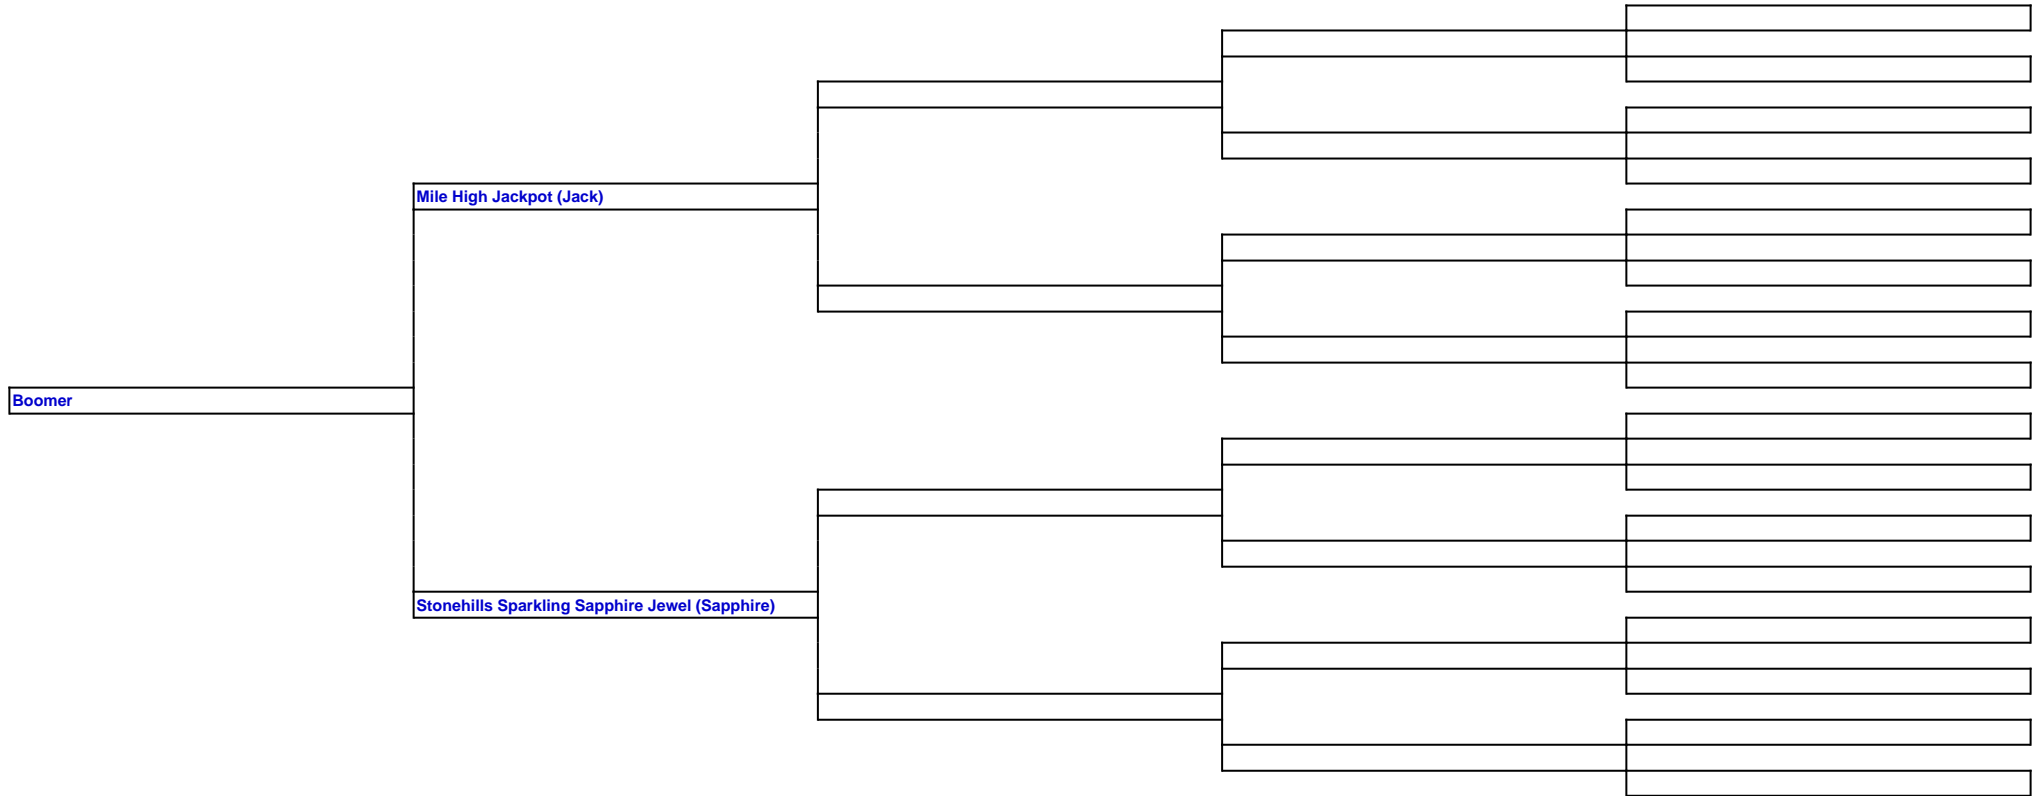 Mile High Jackpot (Jack)
Boomer
Stonehills Sparkling Sapphire Jewel (Sapphire)